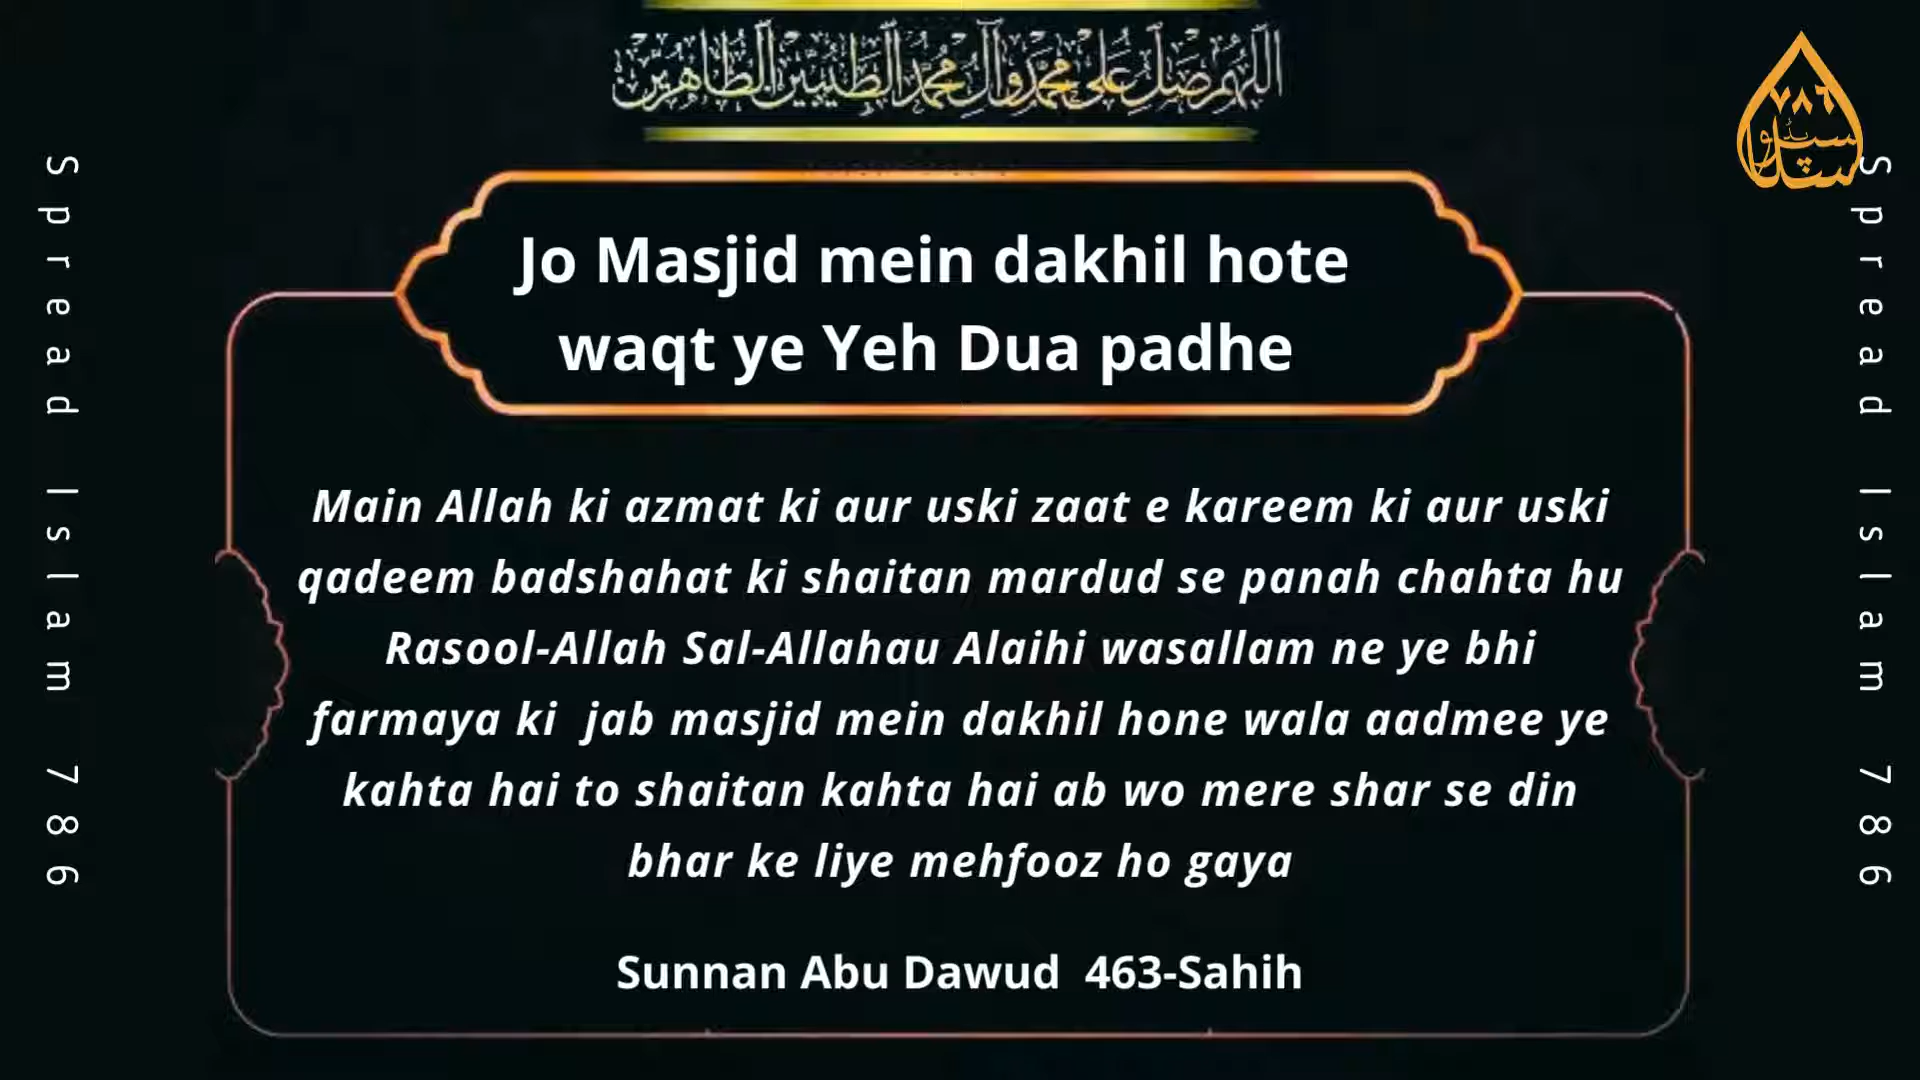 اللهم صل على محمد وآل محمد الطيبين الطاهرين
٧٨٦
Jo Masjid mein dakhil hote
waqt ye Yeh Dua padhe
Main Allah ki azmat ki aur uski zaat e kareem ki aur uski
qadeem badshahat ki shaitan mardud se panah chahta hu
Rasool-Allah Sal-Allahau Alaihi wasallam ne ye bhi
farmaya ki  jab masjid mein dakhil hone wala aadmee ye
kahta hai to shaitan kahta hai ab wo mere shar se din
bhar ke liye mehfooz ho gaya
Sunnan Abu Dawud  463-Sahih
Spread Islam 786
Spread Islam 786